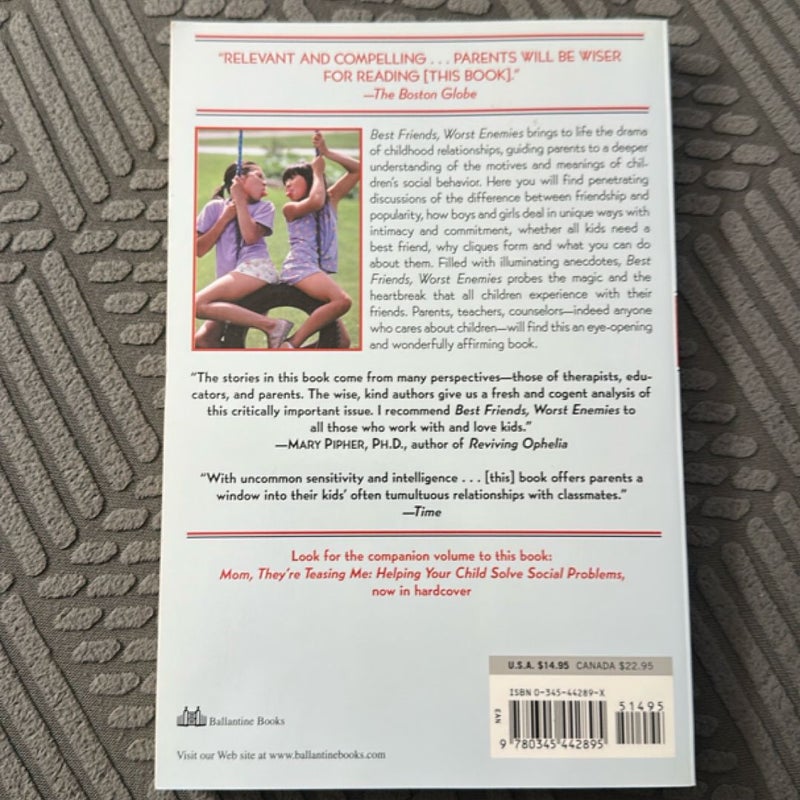 “RELEVANT AND COMPELLING . . . PARENTS WILL BE WISER
FOR READING [THIS BOOK].”
—The Boston Globe
Best Friends, Worst Enemies brings to life the drama
of childhood relationships, guiding parents to a deeper
understanding of the motives and meanings of chil-
dren's social behavior. Here you will find penetrating
discussions of the difference between friendship and
popularity, how boys and girls deal in unique ways with
intimacy and commitment, whether all kids need a
best friend, why cliques form and what you can do
about them. Filled with illuminating anecdotes, Best
Friends, Worst Enemies probes the magic and the
heartbreak that all children experience with their
friends. Parents, teachers, counselors—indeed anyone
who cares about children—will find this an eye-opening
and wonderfully affirming book.
“The stories in this book come from many perspectives—those of therapists, edu-
cators, and parents. The wise, kind authors give us a fresh and cogent analysis of
this critically important issue. I recommend Best Friends, Worst Enemies to
all those who work with and love kids.”
—MARY PIPHER, PH.D., author of Reviving Ophelia
“With uncommon sensitivity and intelligence . . . [this] book offers parents a
window into their kids' often tumultuous relationships with classmates.”
—Time
Look for the companion volume to this book:
Mom, They're Teasing Me: Helping Your Child Solve Social Problems,
now in hardcover
U.S.A. $14.95 CANADA $22.95
ISBN 0-345-44289-X
51495
EAN
9 780345 442895
Ballantine Books
Visit our Web site at www.ballantinebooks.com